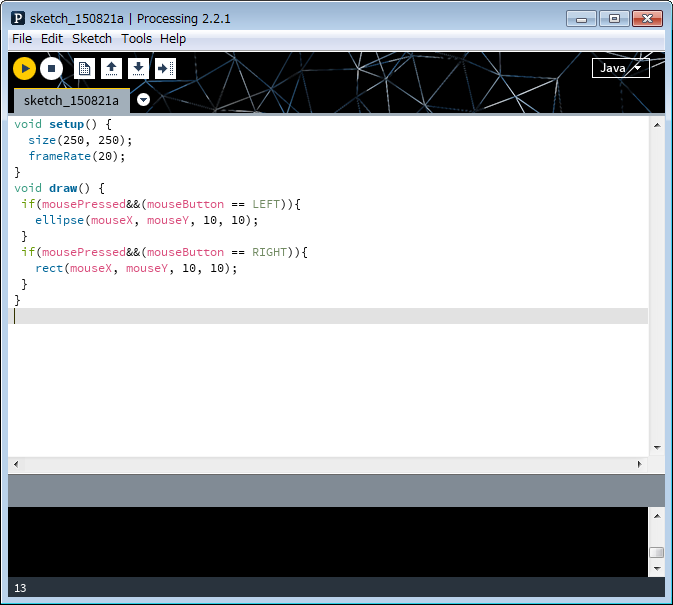 sketch_150821a | Processing 2.2.1
File Edit Sketch Tools Help
Java
sketch_150821a
void setup() {
  size(250, 250);
  frameRate(20);
}
void draw() {
 if(mousePressed&&(mouseButton == LEFT)){
   ellipse(mouseX, mouseY, 10, 10);
 }
 if(mousePressed&&(mouseButton == RIGHT)){
   rect(mouseX, mouseY, 10, 10);
 }
}
13